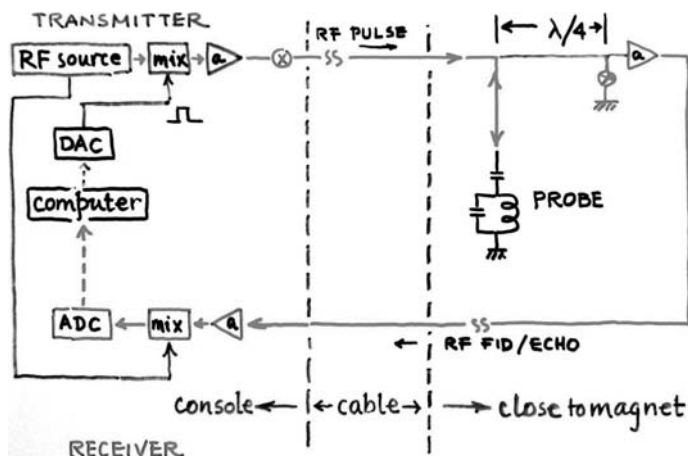 TRANSMITTER
RF source
mix
a
RF PULSE
λ/4
a
DAC
computer
PROBE
ADC
mix
a
RF FID/ECHO
console
cable
close to magnet
RECEIVER